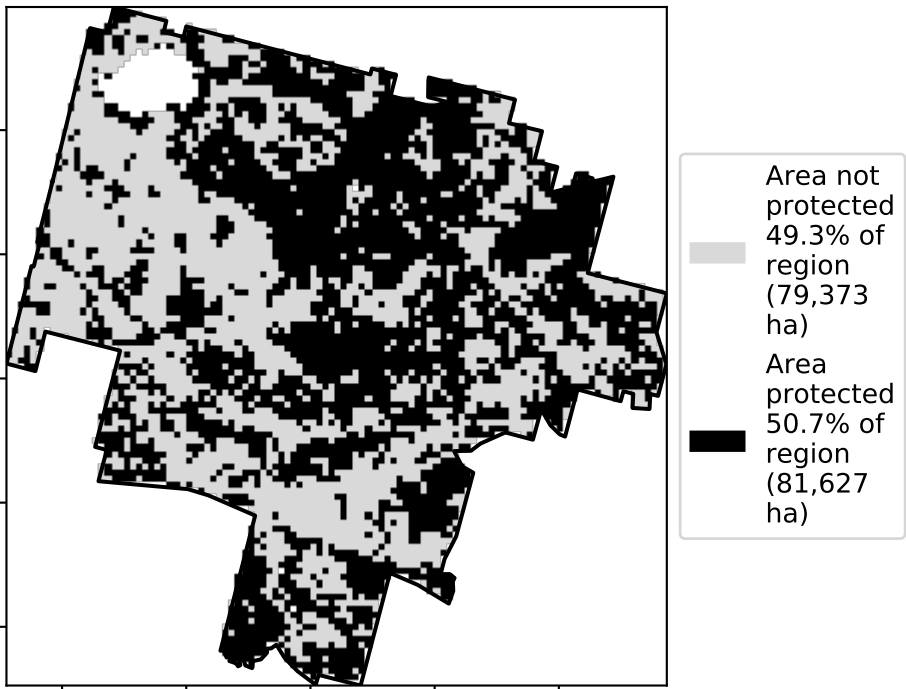 Area not
protected
49.3% of
region
(79,373
ha)
Area
protected
50.7% of
region
(81,627
ha)